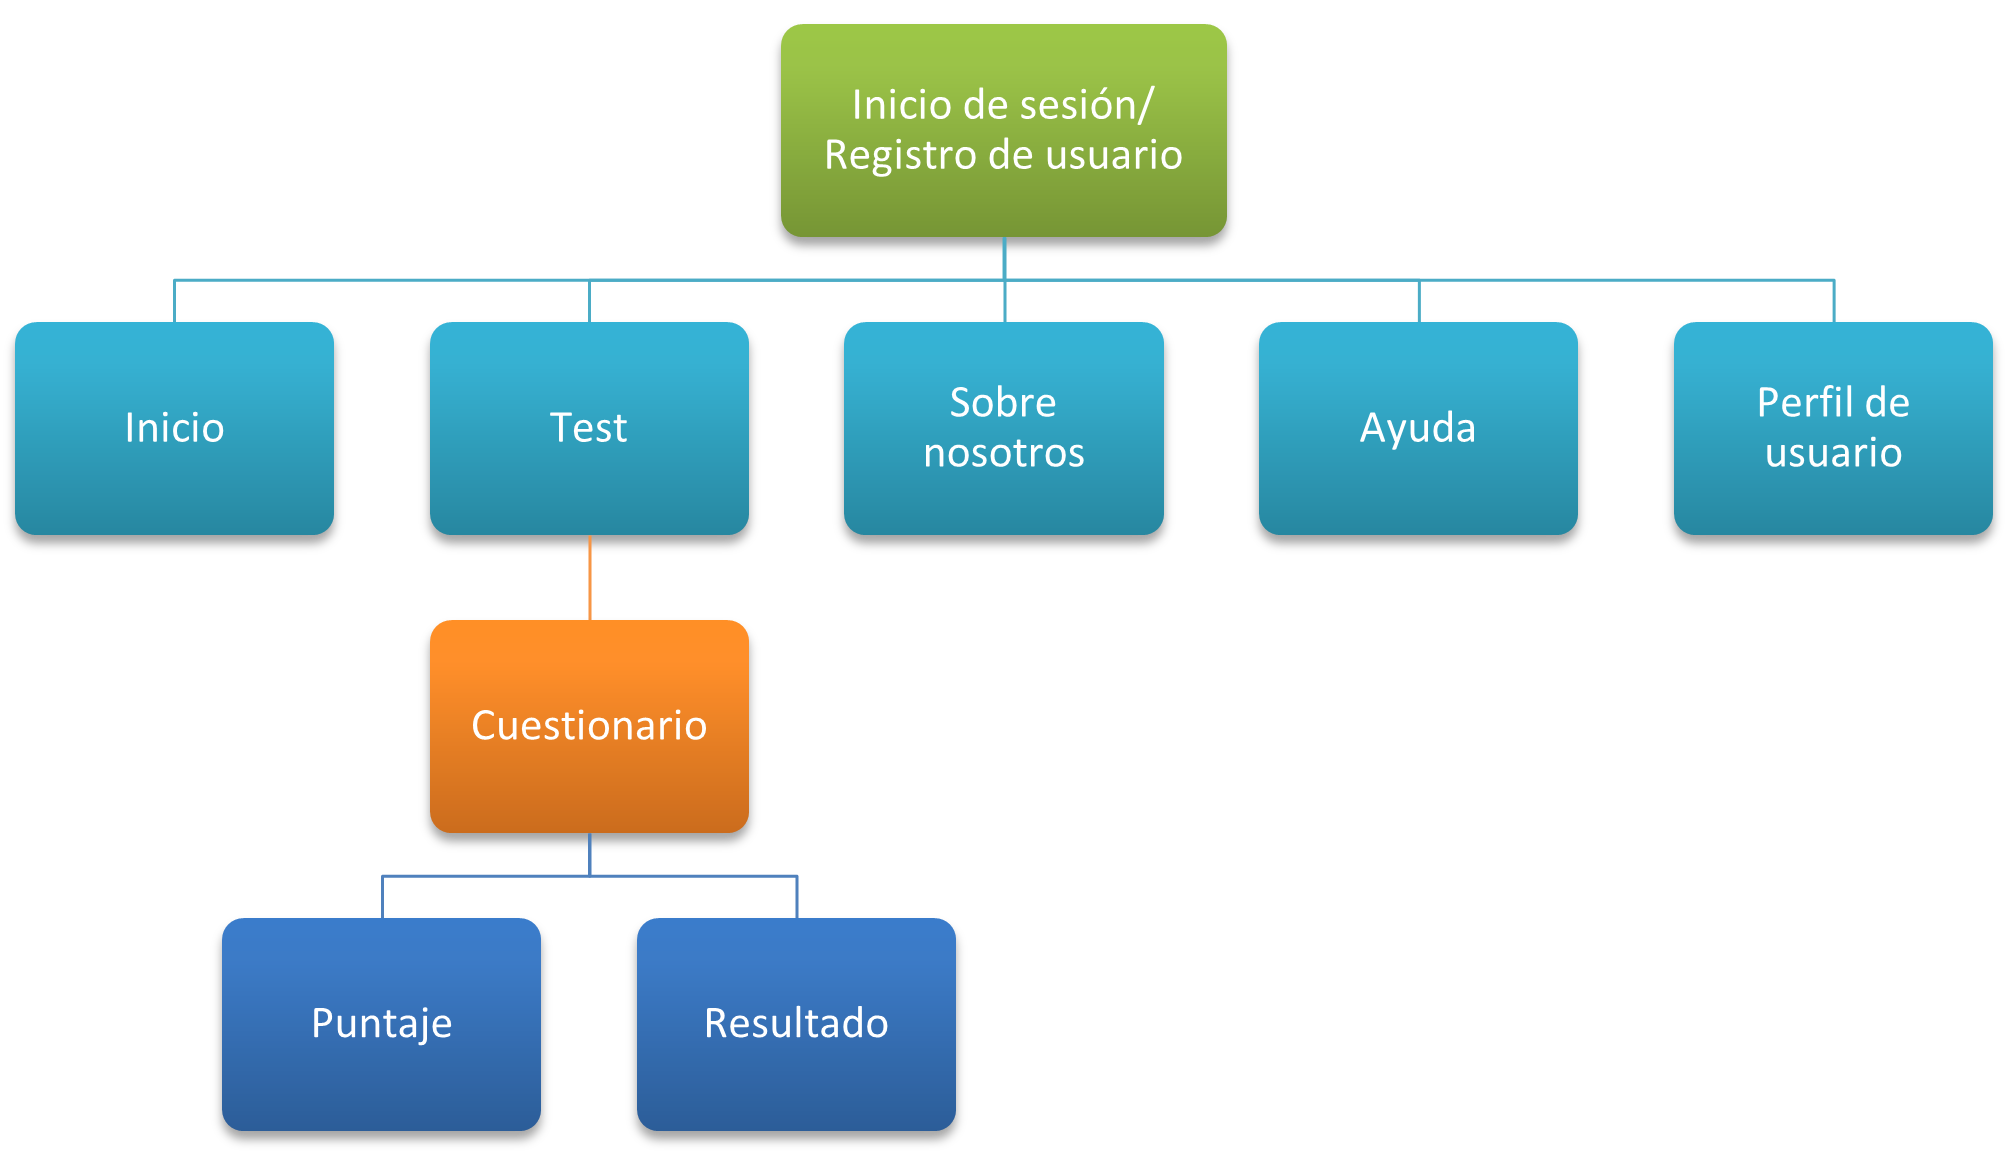 Inicio de sesión/
Registro de usuario
Inicio
Test
Sobre
nosotros
Ayuda
Perfil de
usuario
Cuestionario
Puntaje
Resultado